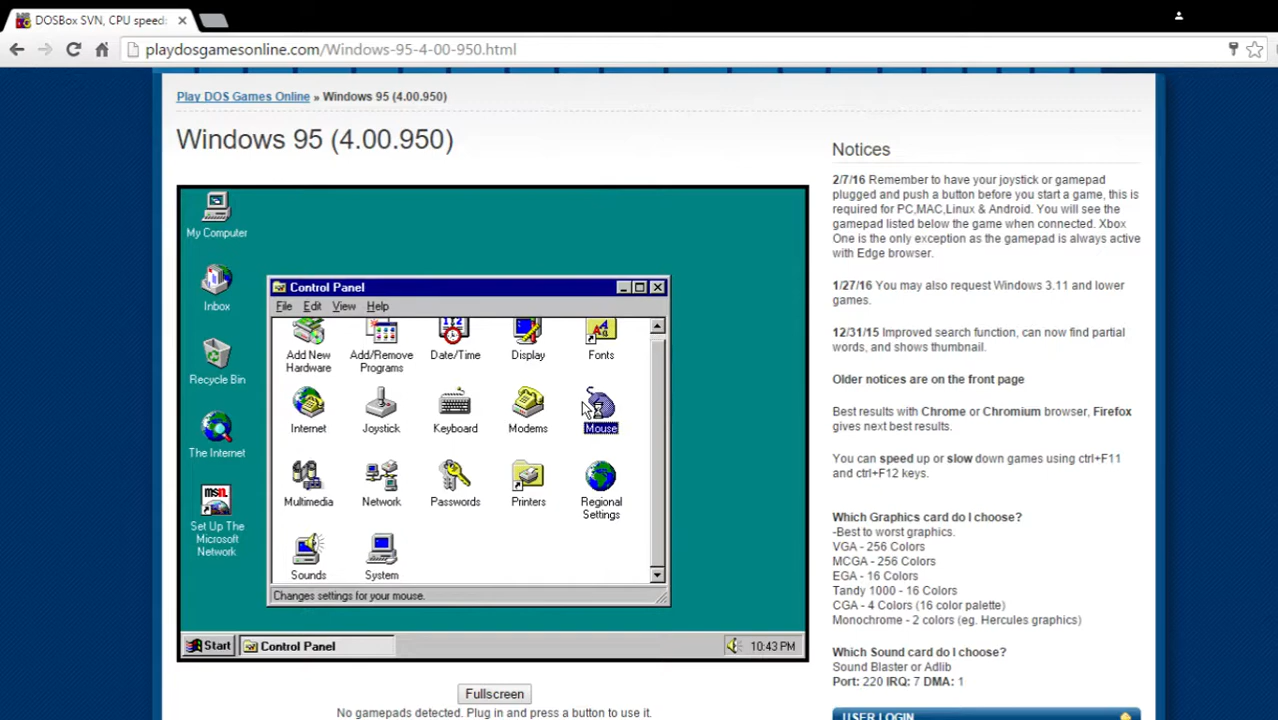 DOSBox SVN, CPU speed:
playdosgamesonline.com/Windows-95-4-00-950.html
Play DOS Games Online » Windows 95 (4.00.950)
Windows 95 (4.00.950)
My Computer
Inbox
Recycle Bin
The Internet
MSN
Set Up The
Microsoft
Network
Control Panel
File Edit View Help
Add New
Hardware
Add/Remove
Programs
Date/Time
Display
Fonts
Internet
Joystick
Keyboard
Modems
Mouse
Multimedia
Network
Passwords
Printers
Regional
Settings
Sounds
System
Changes settings for your mouse.
Start
Control Panel
10:43 PM
Fullscreen
No gamepads detected. Plug in and press a button to use it.
Notices
2/7/16 Remember to have your joystick or gamepad
plugged and push a button before you start a game, this is
required for PC,MAC,Linux & Android. You will see the
gamepad listed below the game when connected. Xbox
One is the only exception as the gamepad is always active
with Edge browser.
1/27/16 You may also request Windows 3.11 and lower
games.
12/31/15 Improved search function, can now find partial
words, and shows thumbnail.
Older notices are on the front page
Best results with Chrome or Chromium browser, Firefox
gives next best results.
You can speed up or slow down games using ctrl+F11
and ctrl+F12 keys.
Which Graphics card do I choose?
-Best to worst graphics.
VGA - 256 Colors
MCGA - 256 Colors
EGA - 16 Colors
Tandy 1000 - 16 Colors
CGA - 4 Colors (16 color palette)
Monochrome - 2 colors (eg. Hercules graphics)
Which Sound card do I choose?
Sound Blaster or Adlib
Port: 220 IRQ: 7 DMA: 1
USER LOGIN